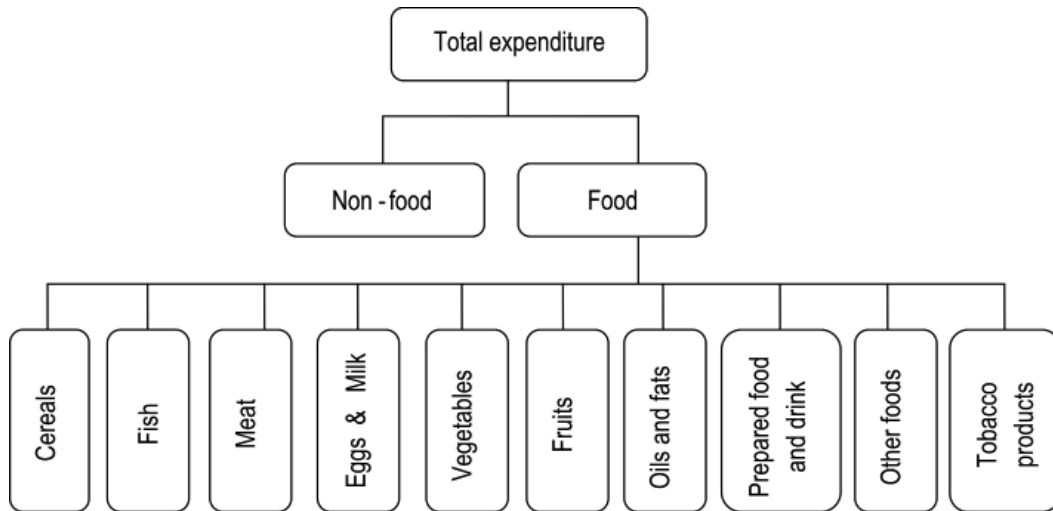 Total expenditure
Non - food
Food
Cereals
Fish
Meat
Eggs & Milk
Vegetables
Fruits
Oils and fats
Prepared food
and drink
Other foods
Tobacco
products